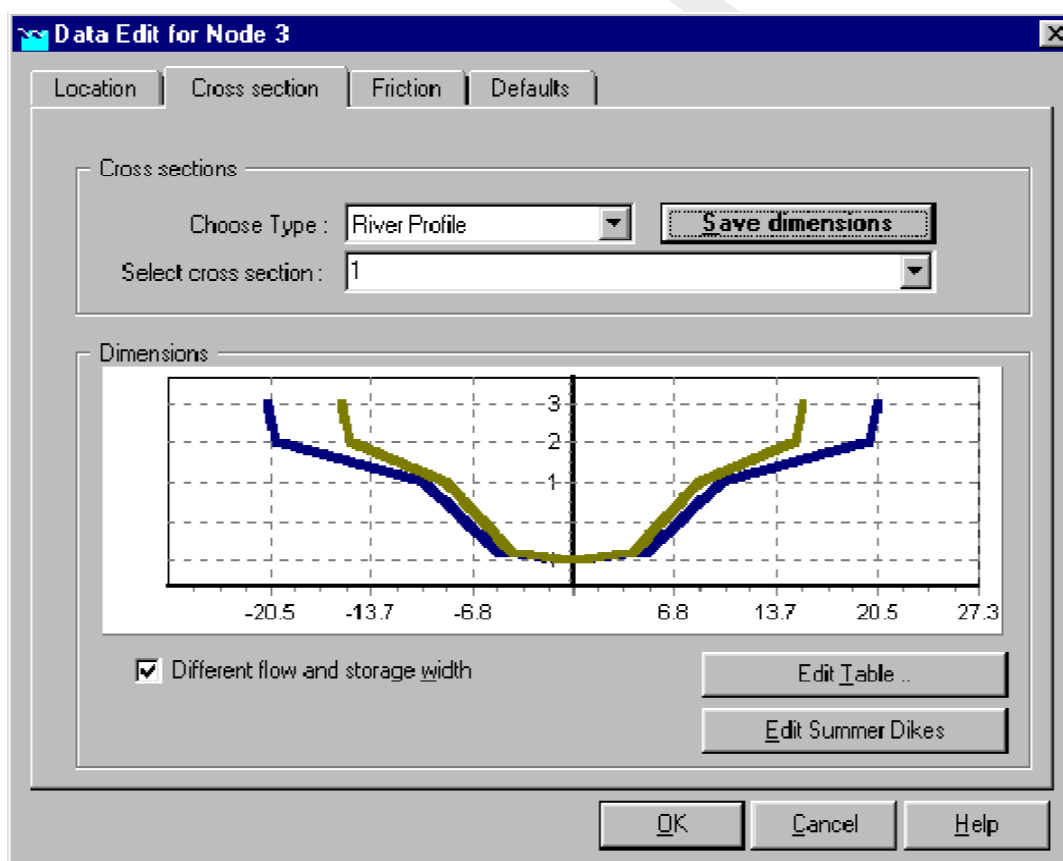 Data Edit for Node 3
Location Cross section Friction Defaults
Cross sections
Choose Type : River Profile Save dimensions
Select cross section : 1
Dimensions
3
2
1
-20.5 -13.7 -6.8 6.8 13.7 20.5 27.3
Different flow and storage width
Edit Table ..
Edit Summer Dikes
OK Cancel Help